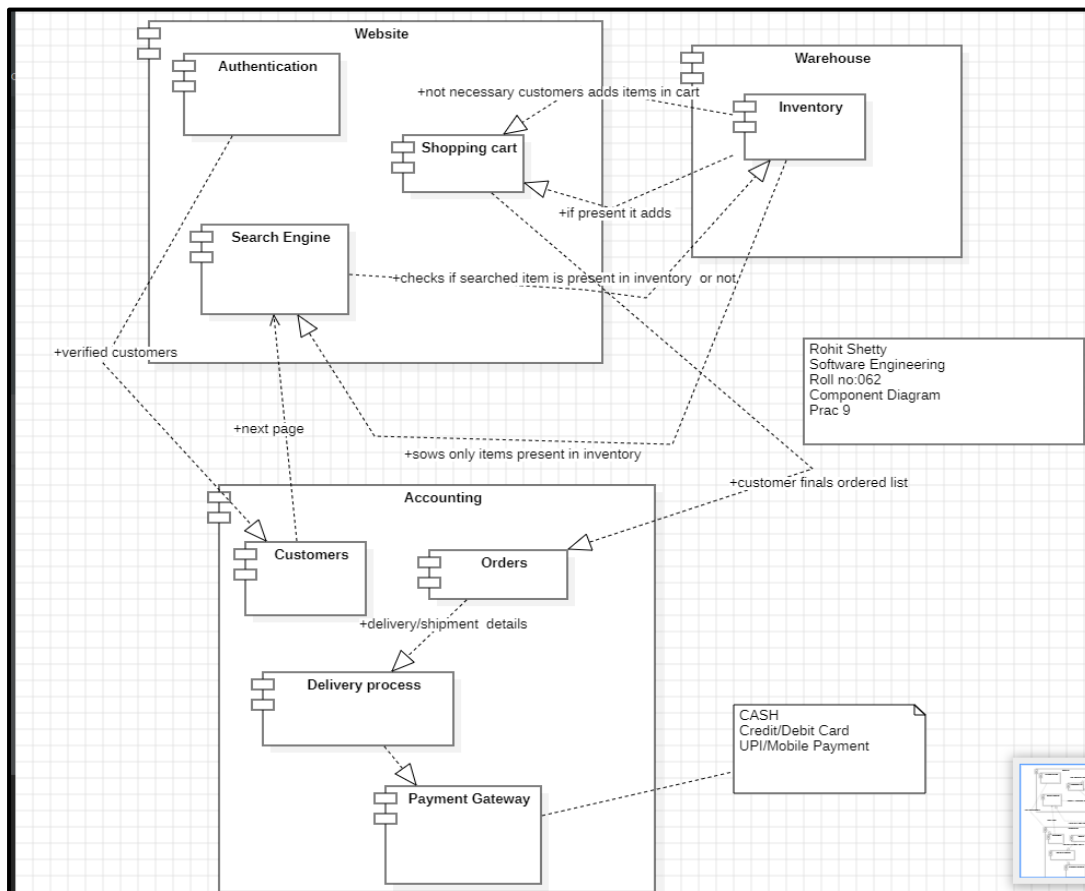 Website
Authentication
Warehouse
+not necessary customers adds items in cart
Inventory
Shopping cart
+if present it adds
Search Engine
+checks if searched item is present in inventory  or not
+verified customers
Rohit Shetty
Software Engineering
Roll no:062
Component Diagram
Prac 9
+next page
+sows only items present in inventory
+customer finals ordered list
Accounting
Customers
Orders
+delivery/shipment  details
Delivery process
CASH
Credit/Debit Card
UPI/Mobile Payment
Payment Gateway